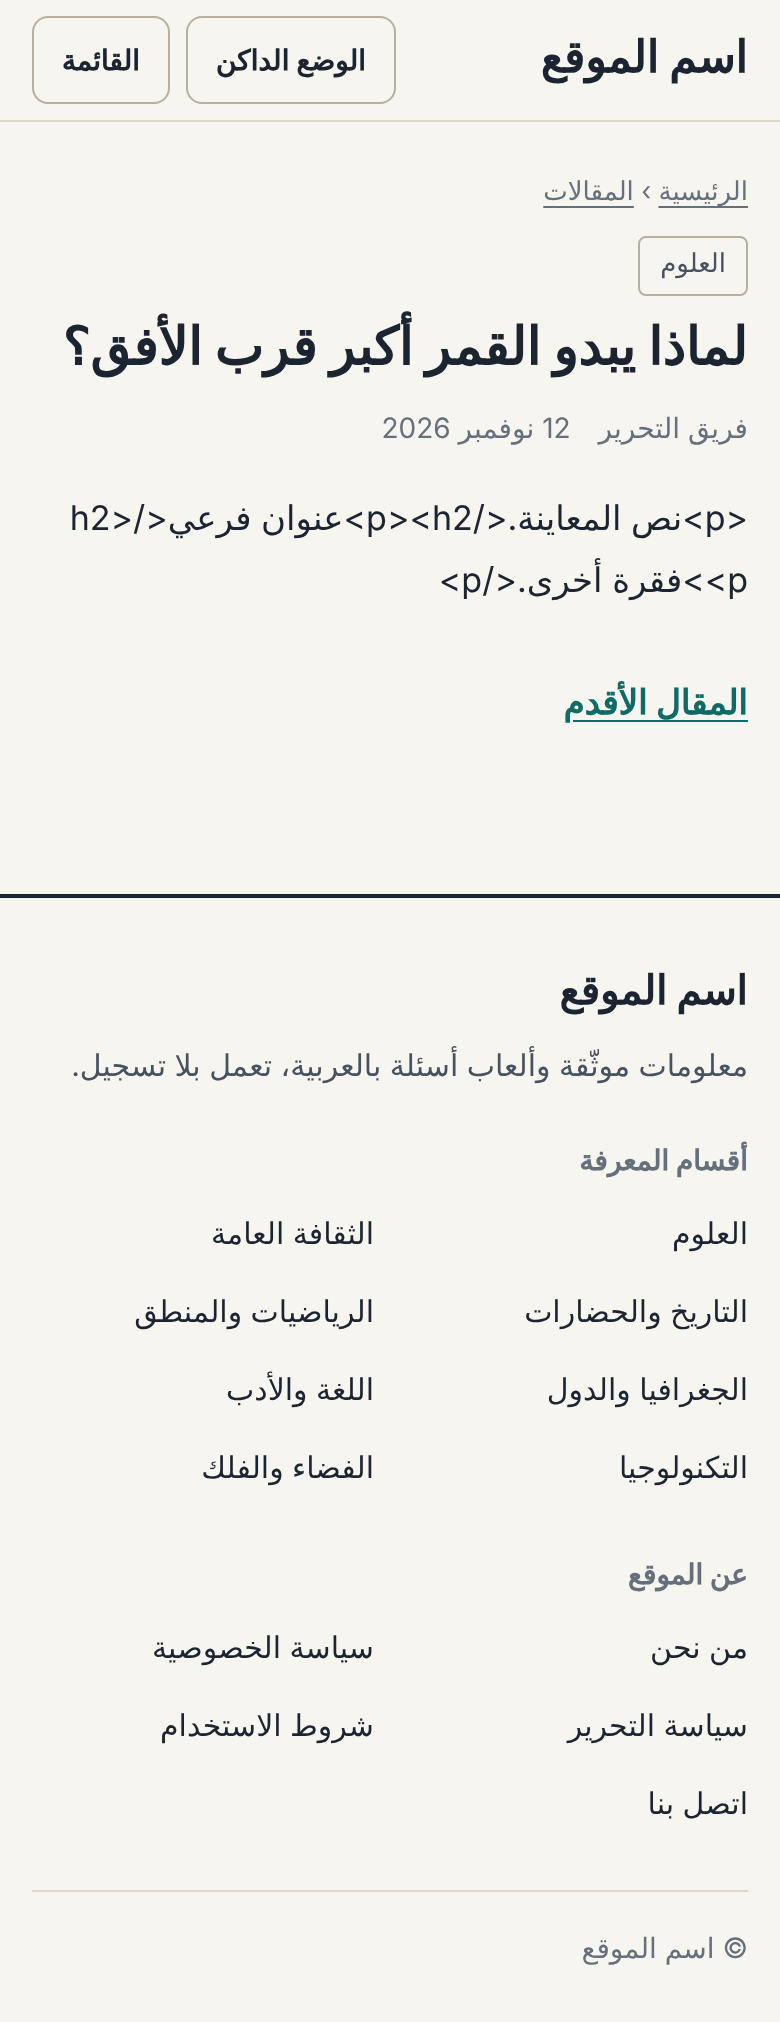 اسم الموقع
الوضع الداكن
القائمة
الرئيسية › المقالات
العلوم
لماذا يبدو القمر أكبر قرب الأفق؟
فريق التحرير 12 نوفمبر 2026
<p>نص المعاينة.</p><h2>عنوان فرعي</h2><
p>فقرة أخرى.</p>
المقال الأقدم
اسم الموقع
معلومات موثّقة وألعاب أسئلة بالعربية، تعمل بلا تسجيل.
أقسام المعرفة
العلوم
الثقافة العامة
التاريخ والحضارات
الرياضيات والمنطق
الجغرافيا والدول
اللغة والأدب
التكنولوجيا
الفضاء والفلك
عن الموقع
من نحن
سياسة الخصوصية
سياسة التحرير
شروط الاستخدام
اتصل بنا
© اسم الموقع